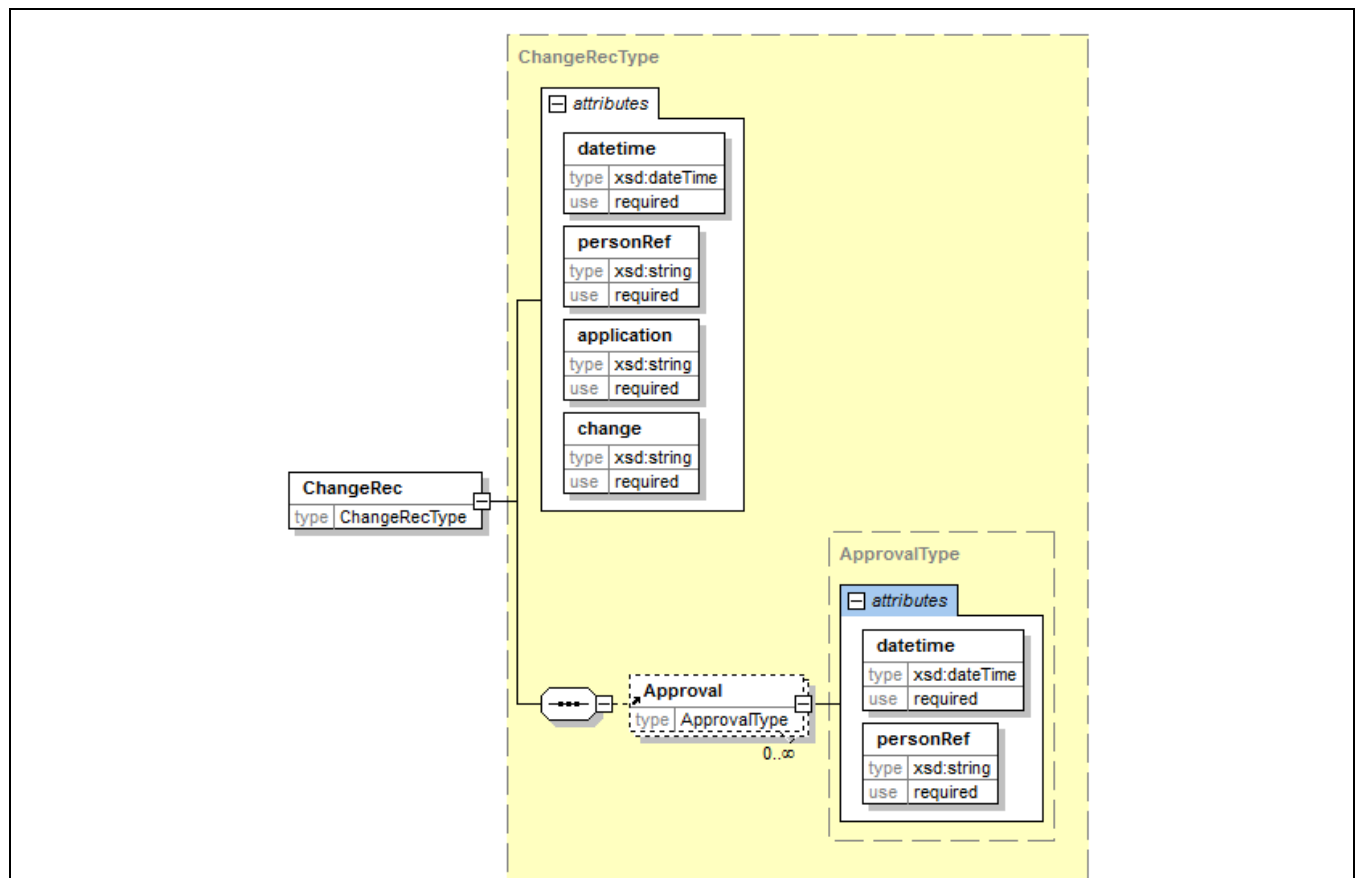 ChangeRecType
attributes
datetime
type xsd:dateTime
use required
personRef
type xsd:string
use required
application
type xsd:string
use required
change
type xsd:string
use required
ChangeRec
type ChangeRecType
ApprovalType
attributes
datetime
type xsd:dateTime
use required
Approval
type ApprovalType
0..∞
personRef
type xsd:string
use required